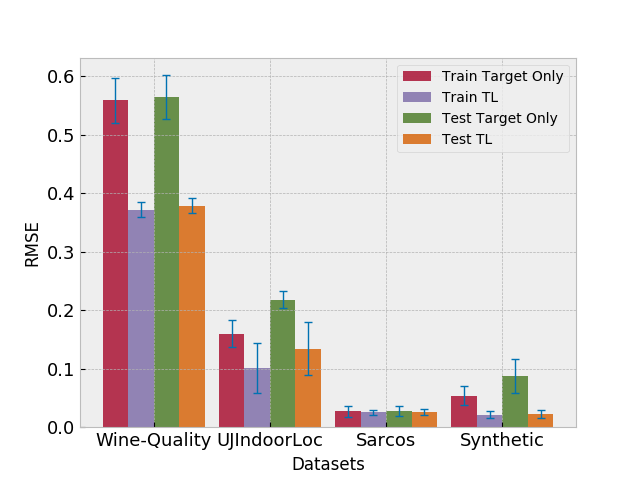 0.6
0.5
0.4
0.3
0.2
0.1
0.0
RMSE
Train Target Only
Train TL
Test Target Only
Test TL
Wine-Quality UJIndoorLoc Sarcos Synthetic
Datasets